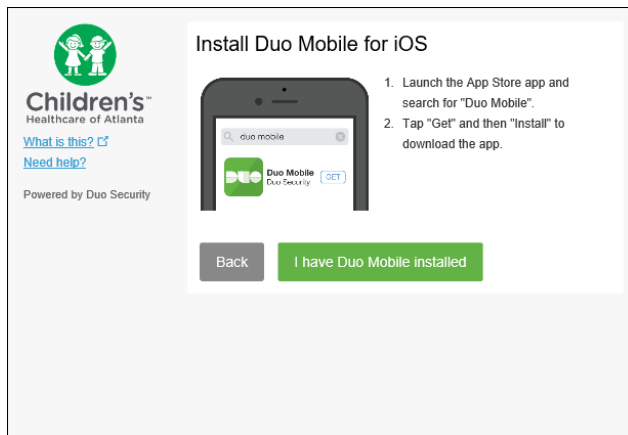 Children's™
Healthcare of Atlanta
What is this?
Need help?
Powered by Duo Security
Install Duo Mobile for iOS
duo mobile
DUO
Duo Mobile
Duo Security
GET
1. Launch the App Store app and
search for "Duo Mobile".
2. Tap "Get" and then "Install" to
download the app.
Back
I have Duo Mobile installed